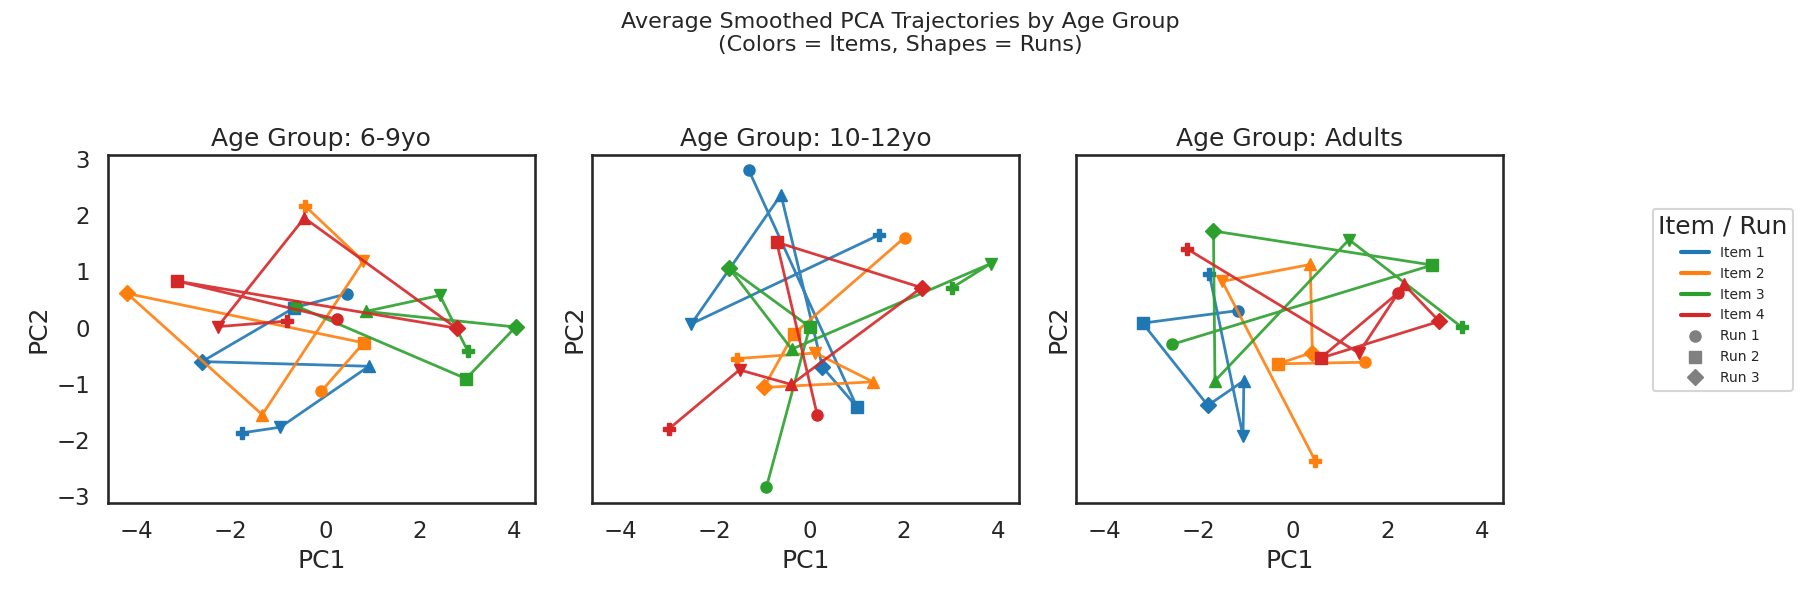 Average Smoothed PCA Trajectories by Age Group
(Colors = Items, Shapes = Runs)
Age Group: 6-9yo
Age Group: 10-12yo
Age Group: Adults
3
2
1
0
−1
−2
−3
PC2
PC2
PC2
−4
−2
0
2
4
−4
−2
0
2
4
−4
−2
0
2
4
PC1
PC1
PC1
Item / Run
Item 1
Item 2
Item 3
Item 4
Run 1
Run 2
Run 3